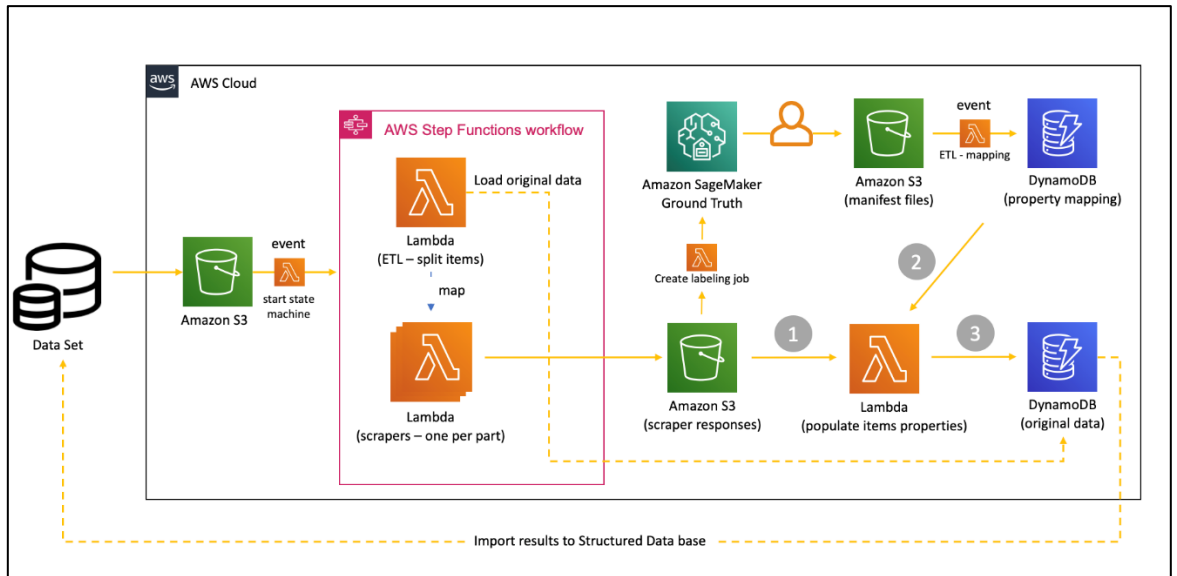 aws
AWS Cloud
AWS Step Functions workflow
Load original data
Lambda
(ETL – split items)
map
Lambda
(scrapers – one per part)
Data Set
Amazon S3
event
start state
machine
Amazon SageMaker
Ground Truth
Create labeling job
Amazon S3
(scraper responses)
Amazon S3
(manifest files)
event
ETL - mapping
DynamoDB
(property mapping)
1
2
3
Lambda
(populate items properties)
DynamoDB
(original data)
Import results to Structured Data base